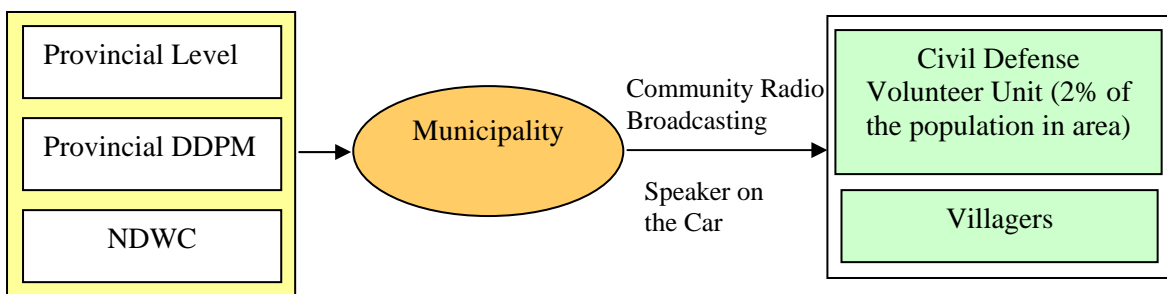 Provincial Level
Provincial DDPM
NDWC
Municipality
Community Radio
Broadcasting
Speaker on
the Car
Civil Defense
Volunteer Unit (2% of
the population in area)
Villagers